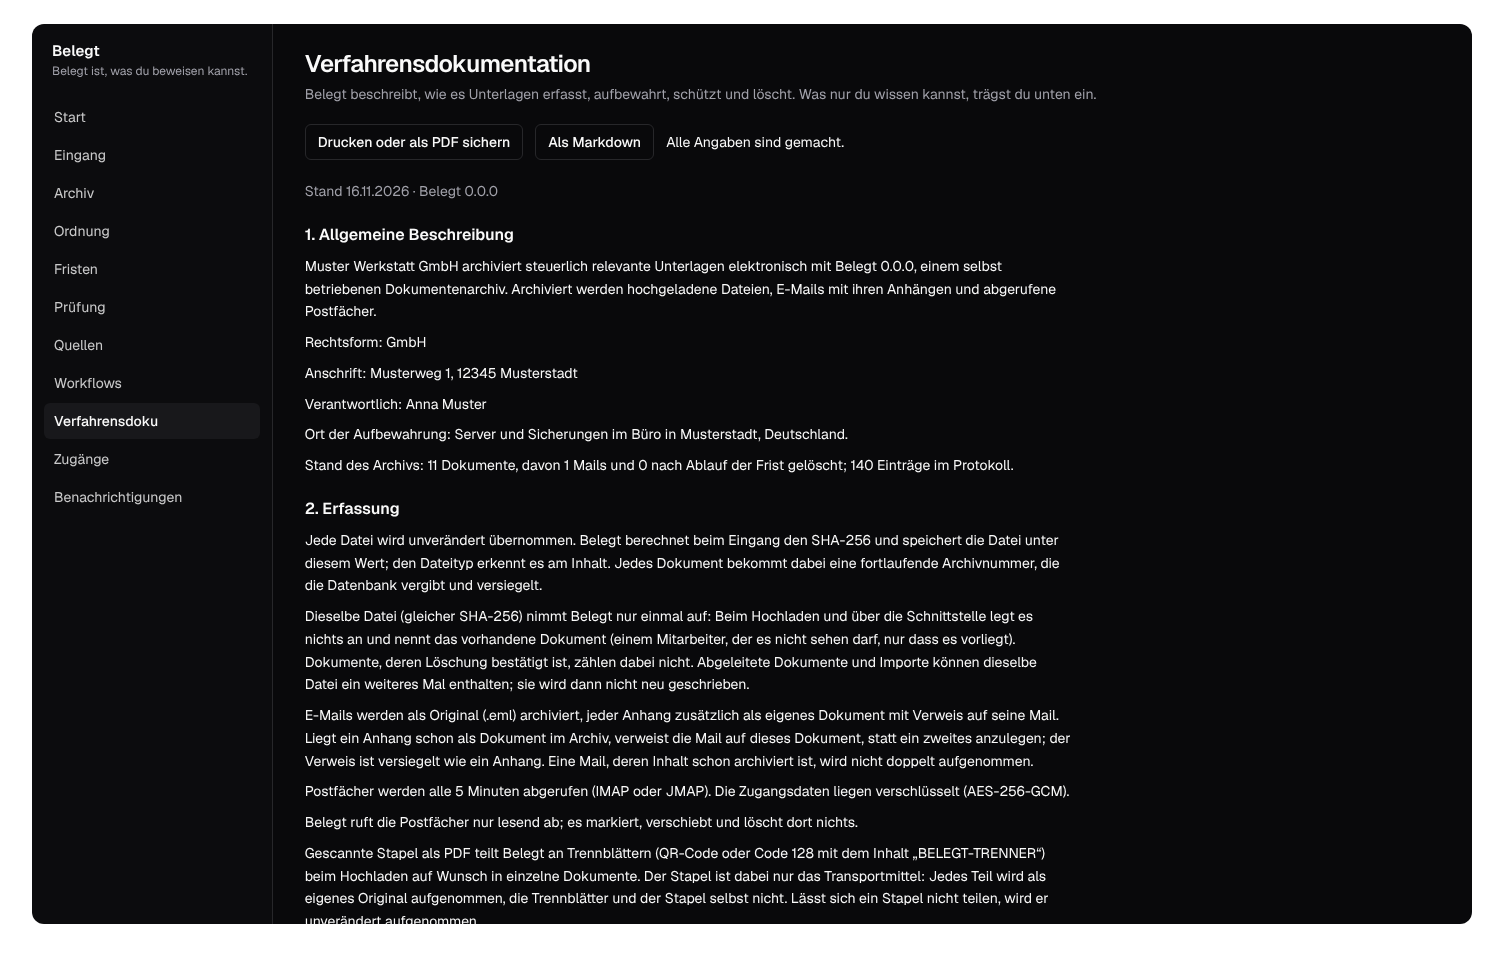 Belegt
Belegt ist, was du beweisen kannst.
Start
Eingang
Archiv
Ordnung
Fristen
Prüfung
Quellen
Workflows
Verfahrensdoku
Zugänge
Benachrichtigungen
Verfahrensdokumentation
Belegt beschreibt, wie es Unterlagen erfasst, aufbewahrt, schützt und löscht. Was nur du wissen kannst, trägst du unten ein.
Drucken oder als PDF sichern
Als Markdown
Alle Angaben sind gemacht.
Stand 16.11.2026 · Belegt 0.0.0
1. Allgemeine Beschreibung
Muster Werkstatt GmbH archiviert steuerlich relevante Unterlagen elektronisch mit Belegt 0.0.0, einem selbst
betriebenen Dokumentenarchiv. Archiviert werden hochgeladene Dateien, E-Mails mit ihren Anhängen und abgerufene
Postfächer.
Rechtsform: GmbH
Anschrift: Musterweg 1, 12345 Musterstadt
Verantwortlich: Anna Muster
Ort der Aufbewahrung: Server und Sicherungen im Büro in Musterstadt, Deutschland.
Stand des Archivs: 11 Dokumente, davon 1 Mails und 0 nach Ablauf der Frist gelöscht; 140 Einträge im Protokoll.
2. Erfassung
Jede Datei wird unverändert übernommen. Belegt berechnet beim Eingang den SHA-256 und speichert die Datei unter
diesem Wert; den Dateityp erkennt es am Inhalt. Jedes Dokument bekommt dabei eine fortlaufende Archivnummer, die
die Datenbank vergibt und versiegelt.
Dieselbe Datei (gleicher SHA-256) nimmt Belegt nur einmal auf: Beim Hochladen und über die Schnittstelle legt es
nichts an und nennt das vorhandene Dokument (einem Mitarbeiter, der es nicht sehen darf, nur dass es vorliegt).
Dokumente, deren Löschung bestätigt ist, zählen dabei nicht. Abgeleitete Dokumente und Importe können dieselbe
Datei ein weiteres Mal enthalten; sie wird dann nicht neu geschrieben.
E-Mails werden als Original (.eml) archiviert, jeder Anhang zusätzlich als eigenes Dokument mit Verweis auf seine Mail.
Liegt ein Anhang schon als Dokument im Archiv, verweist die Mail auf dieses Dokument, statt ein zweites anzulegen; der
Verweis ist versiegelt wie ein Anhang. Eine Mail, deren Inhalt schon archiviert ist, wird nicht doppelt aufgenommen.
Postfächer werden alle 5 Minuten abgerufen (IMAP oder JMAP). Die Zugangsdaten liegen verschlüsselt (AES-256-GCM).
Belegt ruft die Postfächer nur lesend ab; es markiert, verschiebt und löscht dort nichts.
Gescannte Stapel als PDF teilt Belegt an Trennblättern (QR-Code oder Code 128 mit dem Inhalt „BELEGT-TRENNER“)
beim Hochladen auf Wunsch in einzelne Dokumente. Der Stapel ist dabei nur das Transportmittel: Jedes Teil wird als
eigenes Original aufgenommen, die Trennblätter und der Stapel selbst nicht. Lässt sich ein Stapel nicht teilen, wird er
unverändert aufgenommen.